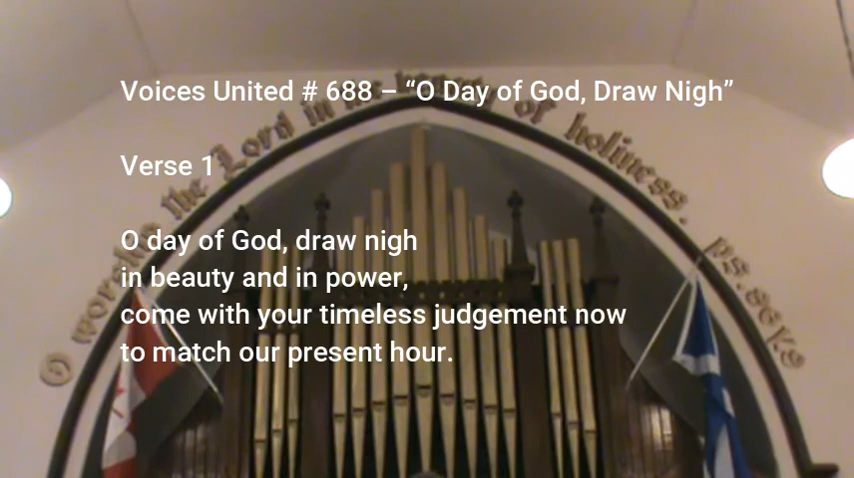 Voices United # 688 – “O Day of God, Draw Nigh”
Verse 1
O day of God, draw nigh
in beauty and in power,
come with your timeless judgement now
to match our present hour.
O worship the Lord in the beauty of holiness. ps.96v9